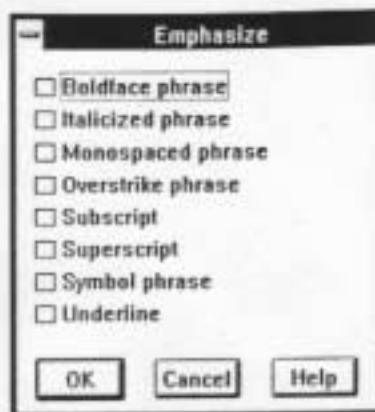 Emphasize
Boldface phrase
Italicized phrase
Monospaced phrase
Overstrike phrase
Subscript
Superscript
Symbol phrase
Underline
OK Cancel Help